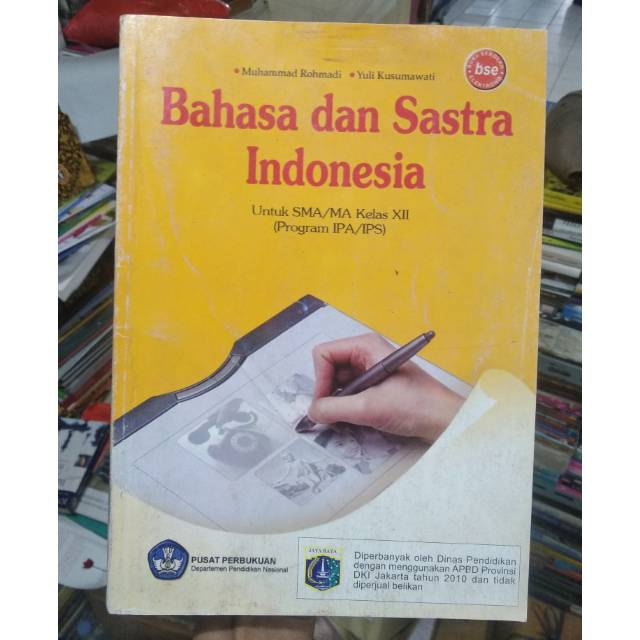 • Muhammad Rohmadi • Yuli Kusumawati
bse
Bahasa dan Sastra
Indonesia
Untuk SMA/MA Kelas XII
(Program IPA/IPS)
PUSAT PERBUKUAN
Departemen Pendidikan Nasional
JAYA RAYA
Diperbanyak oleh Dinas Pendidikan
dengan menggunakan APBD Provinsi
DKI Jakarta tahun 2010 dan tidak
diperjual belikan